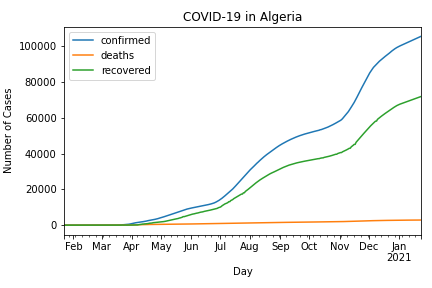 COVID-19 in Algeria
confirmed
deaths
recovered
Number of Cases
100000
80000
60000
40000
20000
0
Feb Mar Apr May Jun Jul Aug Sep Oct Nov Dec Jan
2021
Day